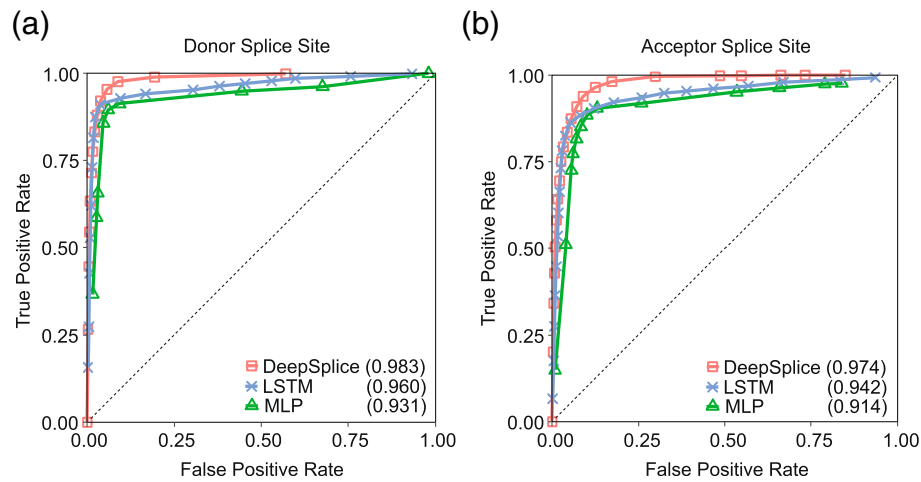 (a)
Donor Splice Site
1.00
0.75
0.50
0.25
0.00
True Positive Rate
DeepSplice (0.983)
LSTM (0.960)
MLP (0.931)
0.00 0.25 0.50 0.75 1.00
False Positive Rate
(b)
Acceptor Splice Site
1.00
0.75
0.50
0.25
0.00
True Positive Rate
DeepSplice (0.974)
LSTM (0.942)
MLP (0.914)
0.00 0.25 0.50 0.75 1.00
False Positive Rate